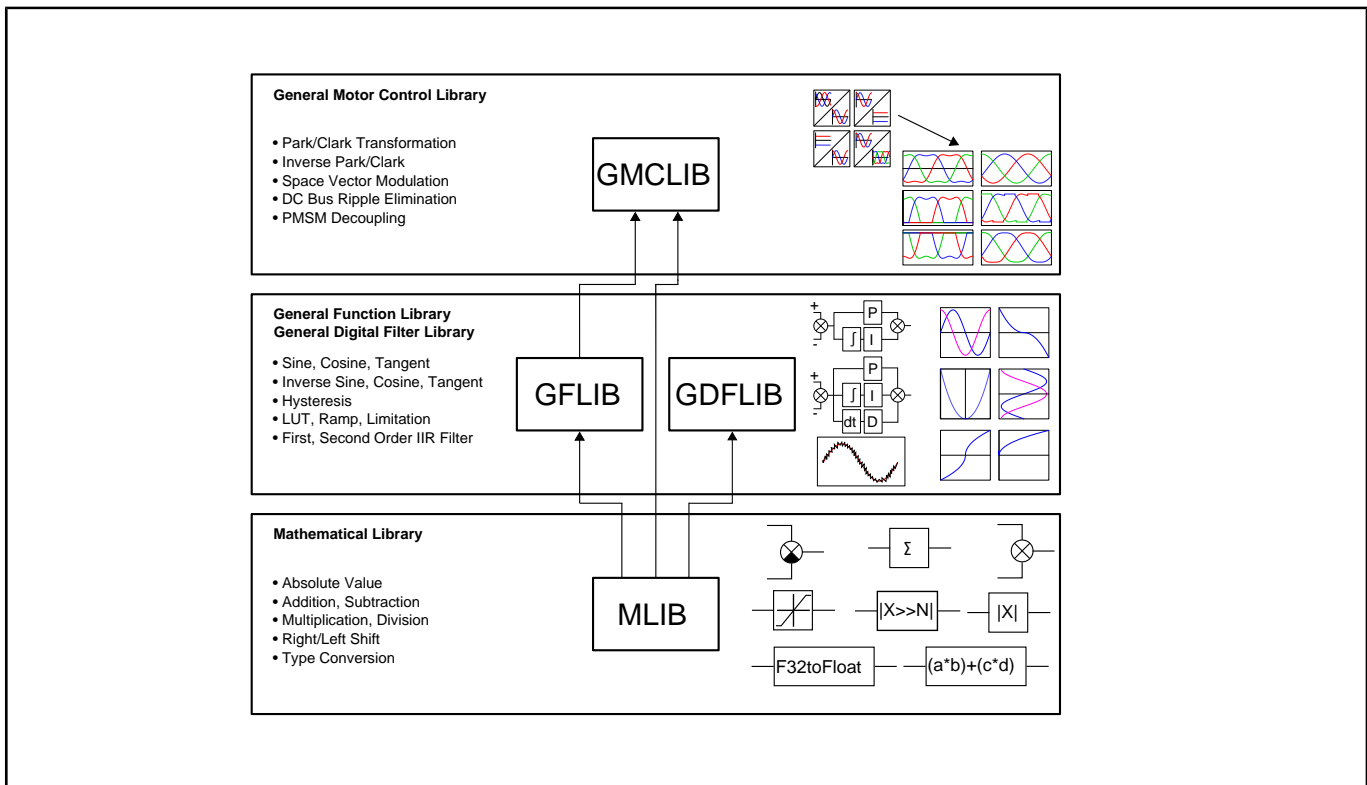 General Motor Control Library
• Park/Clark Transformation
• Inverse Park/Clark
• Space Vector Modulation
• DC Bus Ripple Elimination
• PMSM Decoupling
GMCLIB
General Function Library
General Digital Filter Library
• Sine, Cosine, Tangent
• Inverse Sine, Cosine, Tangent
• Hysteresis
• LUT, Ramp, Limitation
• First, Second Order IIR Filter
GFLIB
GDFLIB
+
-
P
∫ I
+
-
P
∫ I
dt D
Mathematical Library
• Absolute Value
• Addition, Subtraction
• Multiplication, Division
• Right/Left Shift
• Type Conversion
MLIB
Σ
|X>>N|
|X|
F32toFloat
(a*b)+(c*d)